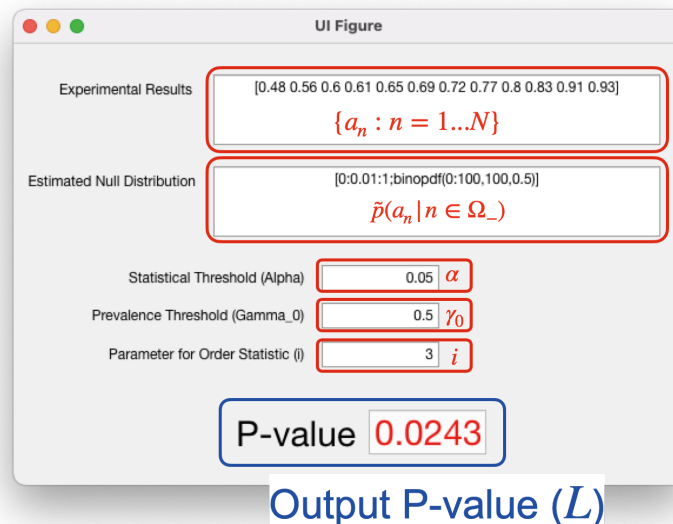 UI Figure
Experimental Results
[0.48 0.56 0.6 0.61 0.65 0.69 0.72 0.77 0.8 0.83 0.91 0.93]
{aₙ : n = 1...N}
Estimated Null Distribution
[0:0.01:1;binopdf(0:100,100,0.5)]
p̃(aₙ|n ∈ Ω₋)
Statistical Threshold (Alpha) 0.05 α
Prevalence Threshold (Gamma_0) 0.5 γ₀
Parameter for Order Statistic (i) 3 i
P-value 0.0243
Output P-value (L)